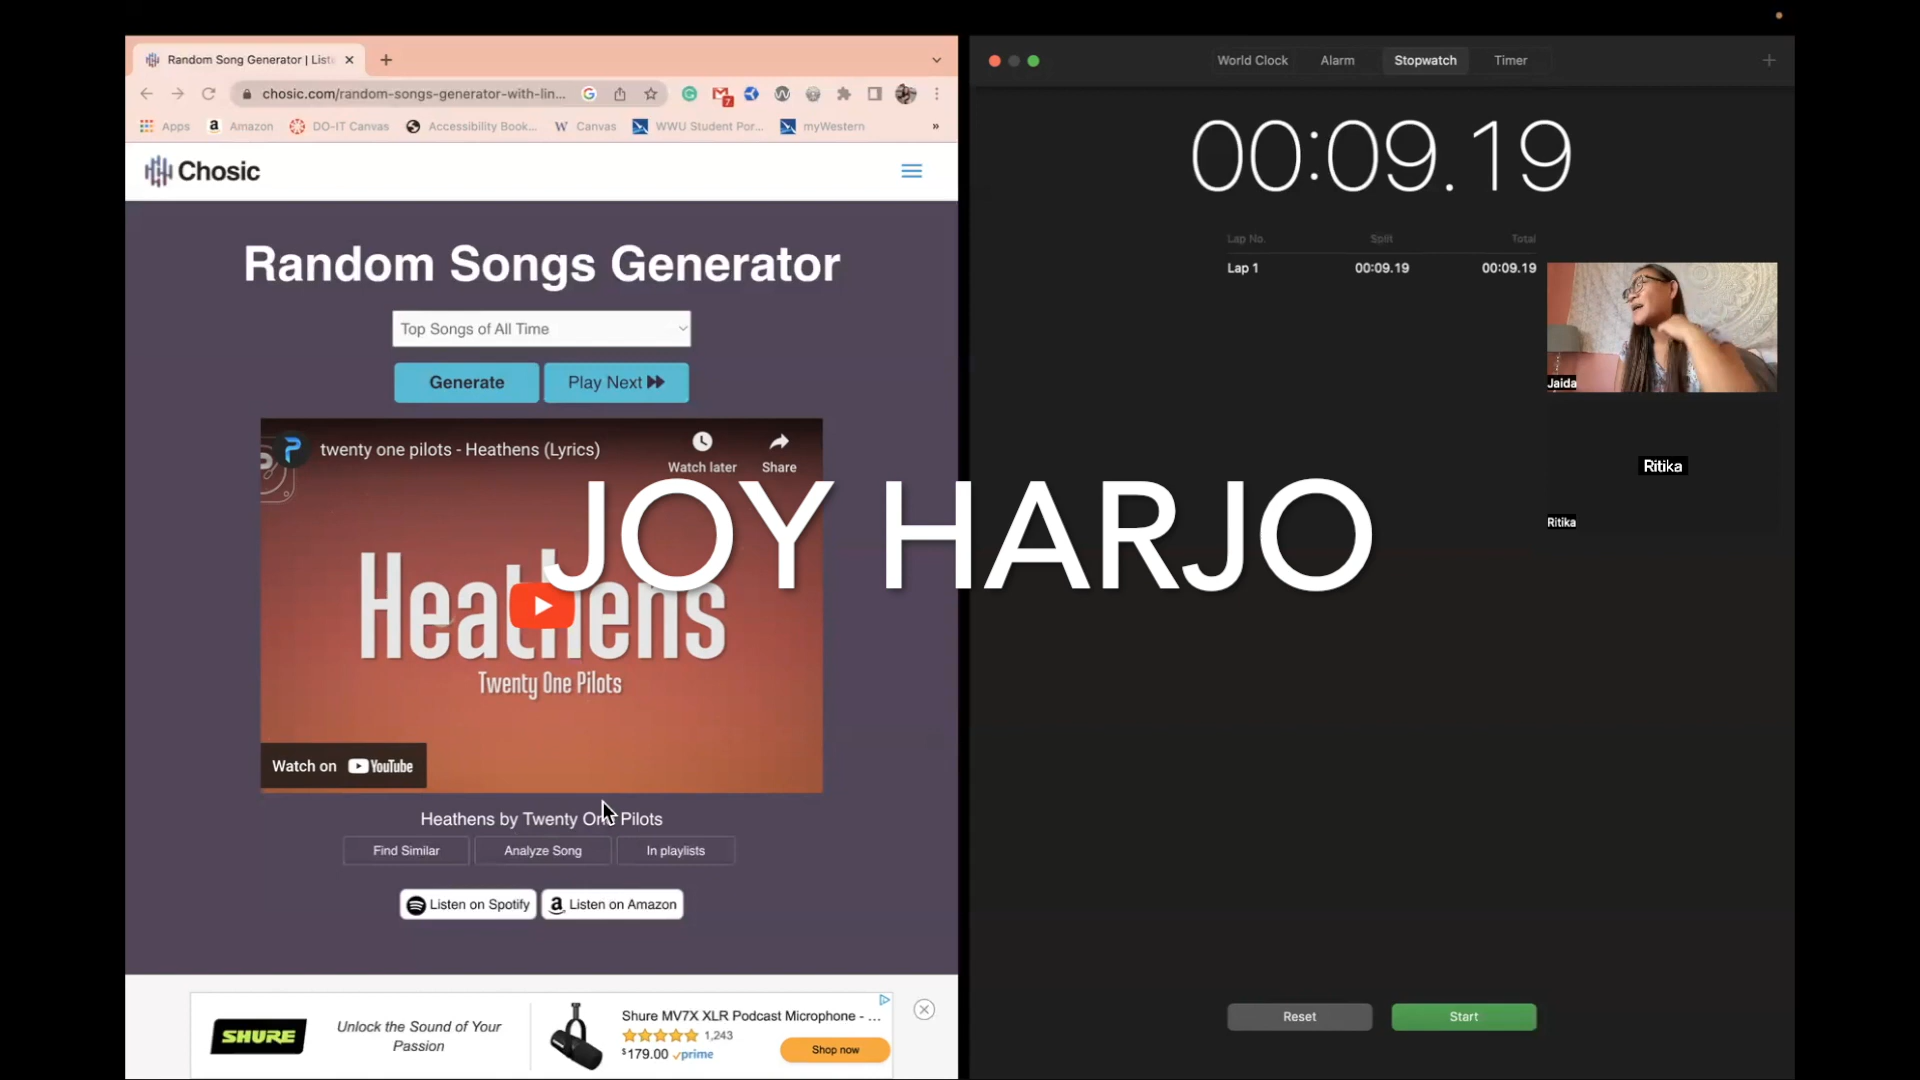 Random Song Generator | List
chosic.com/random-songs-generator-with-lin...
7
Apps
Amazon
DO-IT Canvas
Accessibility Book...
Canvas
WWU Student Por...
myWestern
»
Chosic
Random Songs Generator
Top Songs of All Time
Generate
Play Next
twenty one pilots - Heathens (Lyrics)
Watch later
Share
Heathens
Twenty One Pilots
Watch on YouTube
Heathens by Twenty One Pilots
Find Similar
Analyze Song
In playlists
Listen on Spotify
Listen on Amazon
SHURE
Unlock the Sound of Your
Passion
Shure MV7X XLR Podcast Microphone - ...
1,243
$179.00 prime
Shop now
JOY HARJO
World Clock
Alarm
Stopwatch
Timer
00:09.19
Lap No. Split Total
Lap 1 00:09.19 00:09.19
Jaida
Ritika
Ritika
Reset
Start